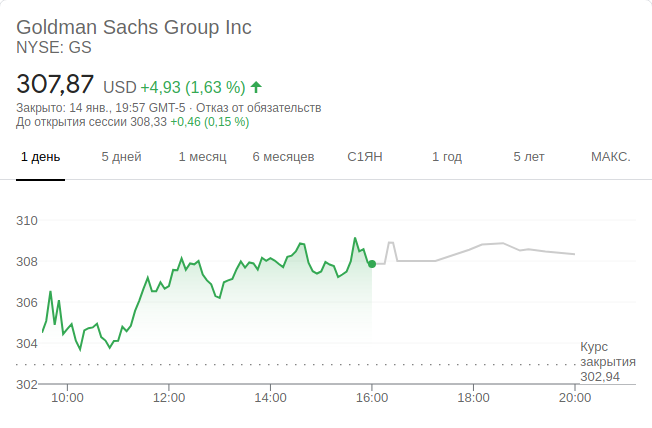 Goldman Sachs Group Inc
NYSE: GS
307,87 USD +4,93 (1,63 %)
Закрыто: 14 янв., 19:57 GMT-5 · Отказ от обязательств
До открытия сессии 308,33 +0,46 (0,15 %)
1 день 5 дней 1 месяц 6 месяцев С1ЯН 1 год 5 лет МАКС.
310
308
306
304
302
Курс
закрытия
302,94
10:00 12:00 14:00 16:00 18:00 20:00